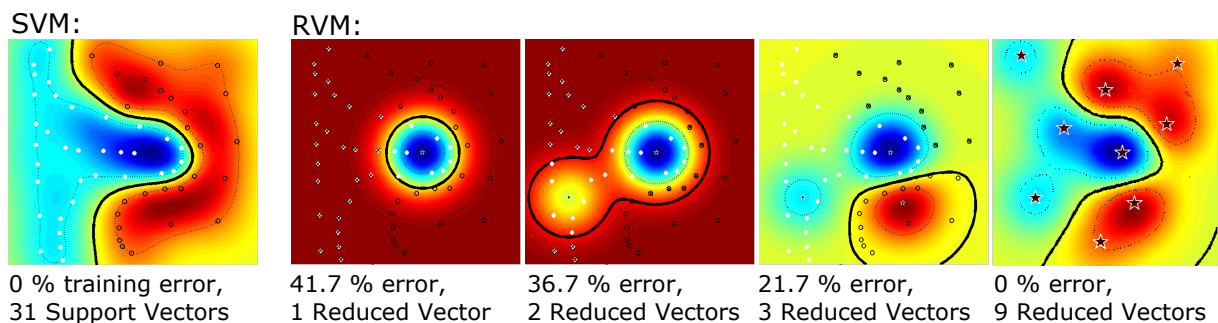 SVM:
RVM:
0 % training error,
31 Support Vectors
41.7 % error,
1 Reduced Vector
36.7 % error,
2 Reduced Vectors
21.7 % error,
3 Reduced Vectors
0 % error,
9 Reduced Vectors